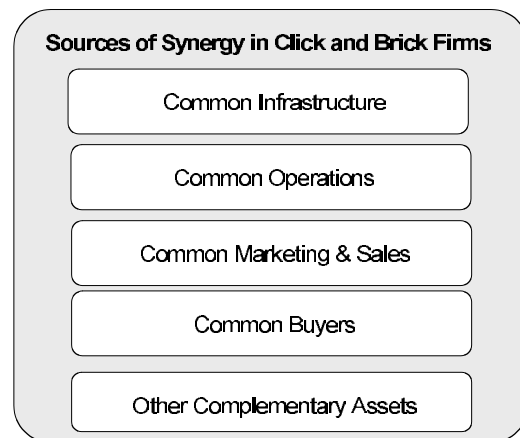 Sources of Synergy in Click and Brick Firms
Common Infrastructure
Common Operations
Common Marketing & Sales
Common Buyers
Other Complementary Assets